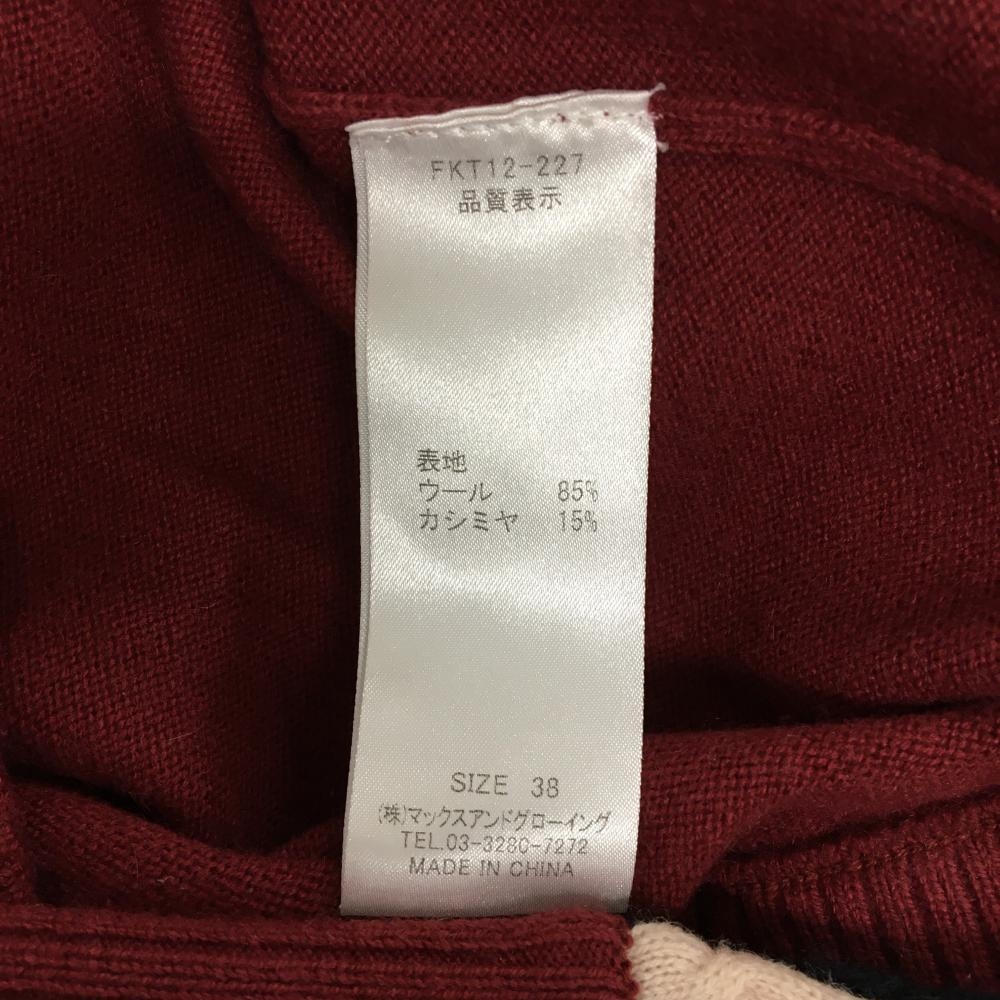 FKT12-227
品質表示
表地
ウール 85%
カシミヤ 15%
SIZE 38
(株)マックスアンドグローイング
TEL.03-3280-7272
MADE IN CHINA